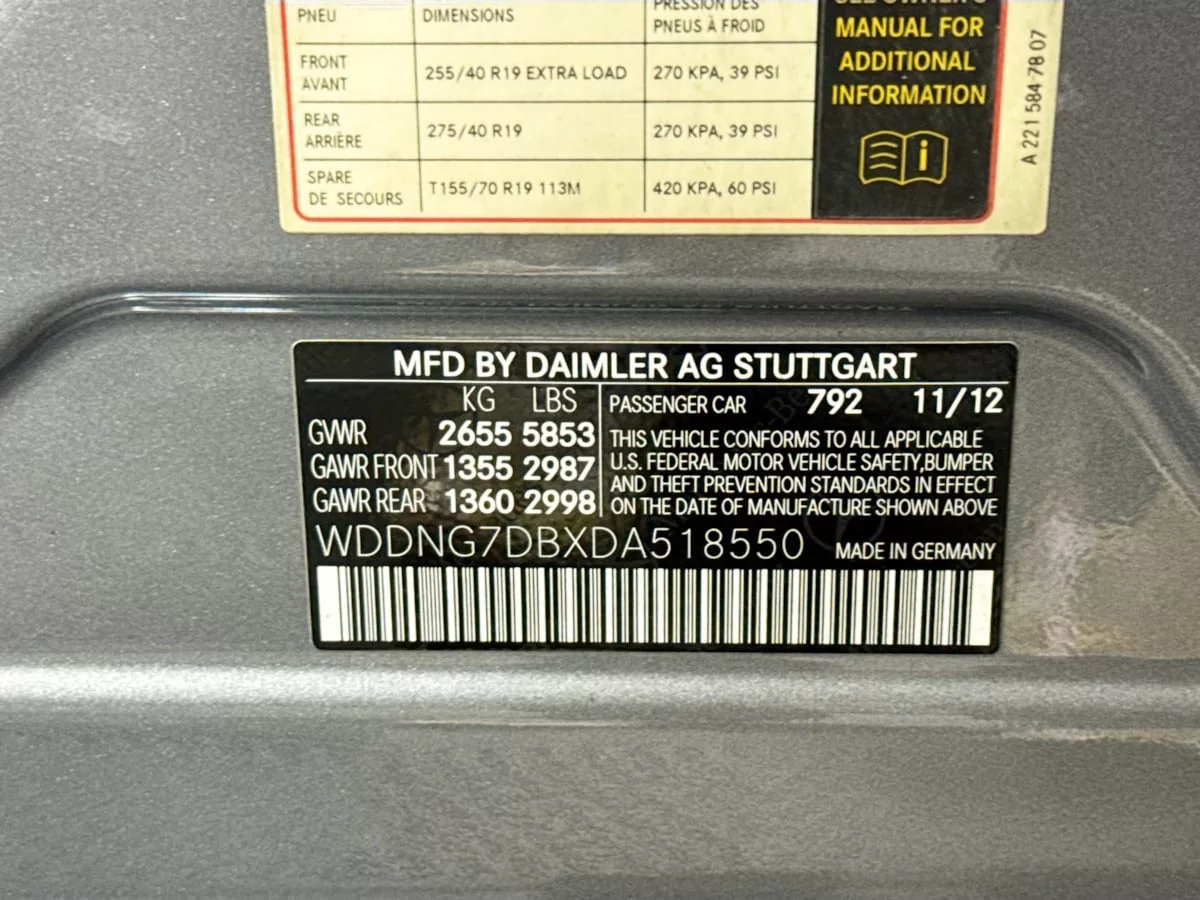 PNEU DIMENSIONS PRESSION DES
PNEUS À FROID
FRONT
AVANT 255/40 R19 EXTRA LOAD 270 KPA, 39 PSI
REAR
ARRIÈRE 275/40 R19 270 KPA, 39 PSI
SPARE
DE SECOURS T155/70 R19 113M 420 KPA, 60 PSI
SEE OWNER'S
MANUAL FOR
ADDITIONAL
INFORMATION
i
A 221 584 78 07
MFD BY DAIMLER AG STUTTGART
KG LBS
GVWR 2655 5853
GAWR FRONT 1355 2987
GAWR REAR 1360 2998
PASSENGER CAR 792 11/12
THIS VEHICLE CONFORMS TO ALL APPLICABLE
U.S. FEDERAL MOTOR VEHICLE SAFETY,BUMPER
AND THEFT PREVENTION STANDARDS IN EFFECT
ON THE DATE OF MANUFACTURE SHOWN ABOVE
WDDNG7DBXDA518550 MADE IN GERMANY